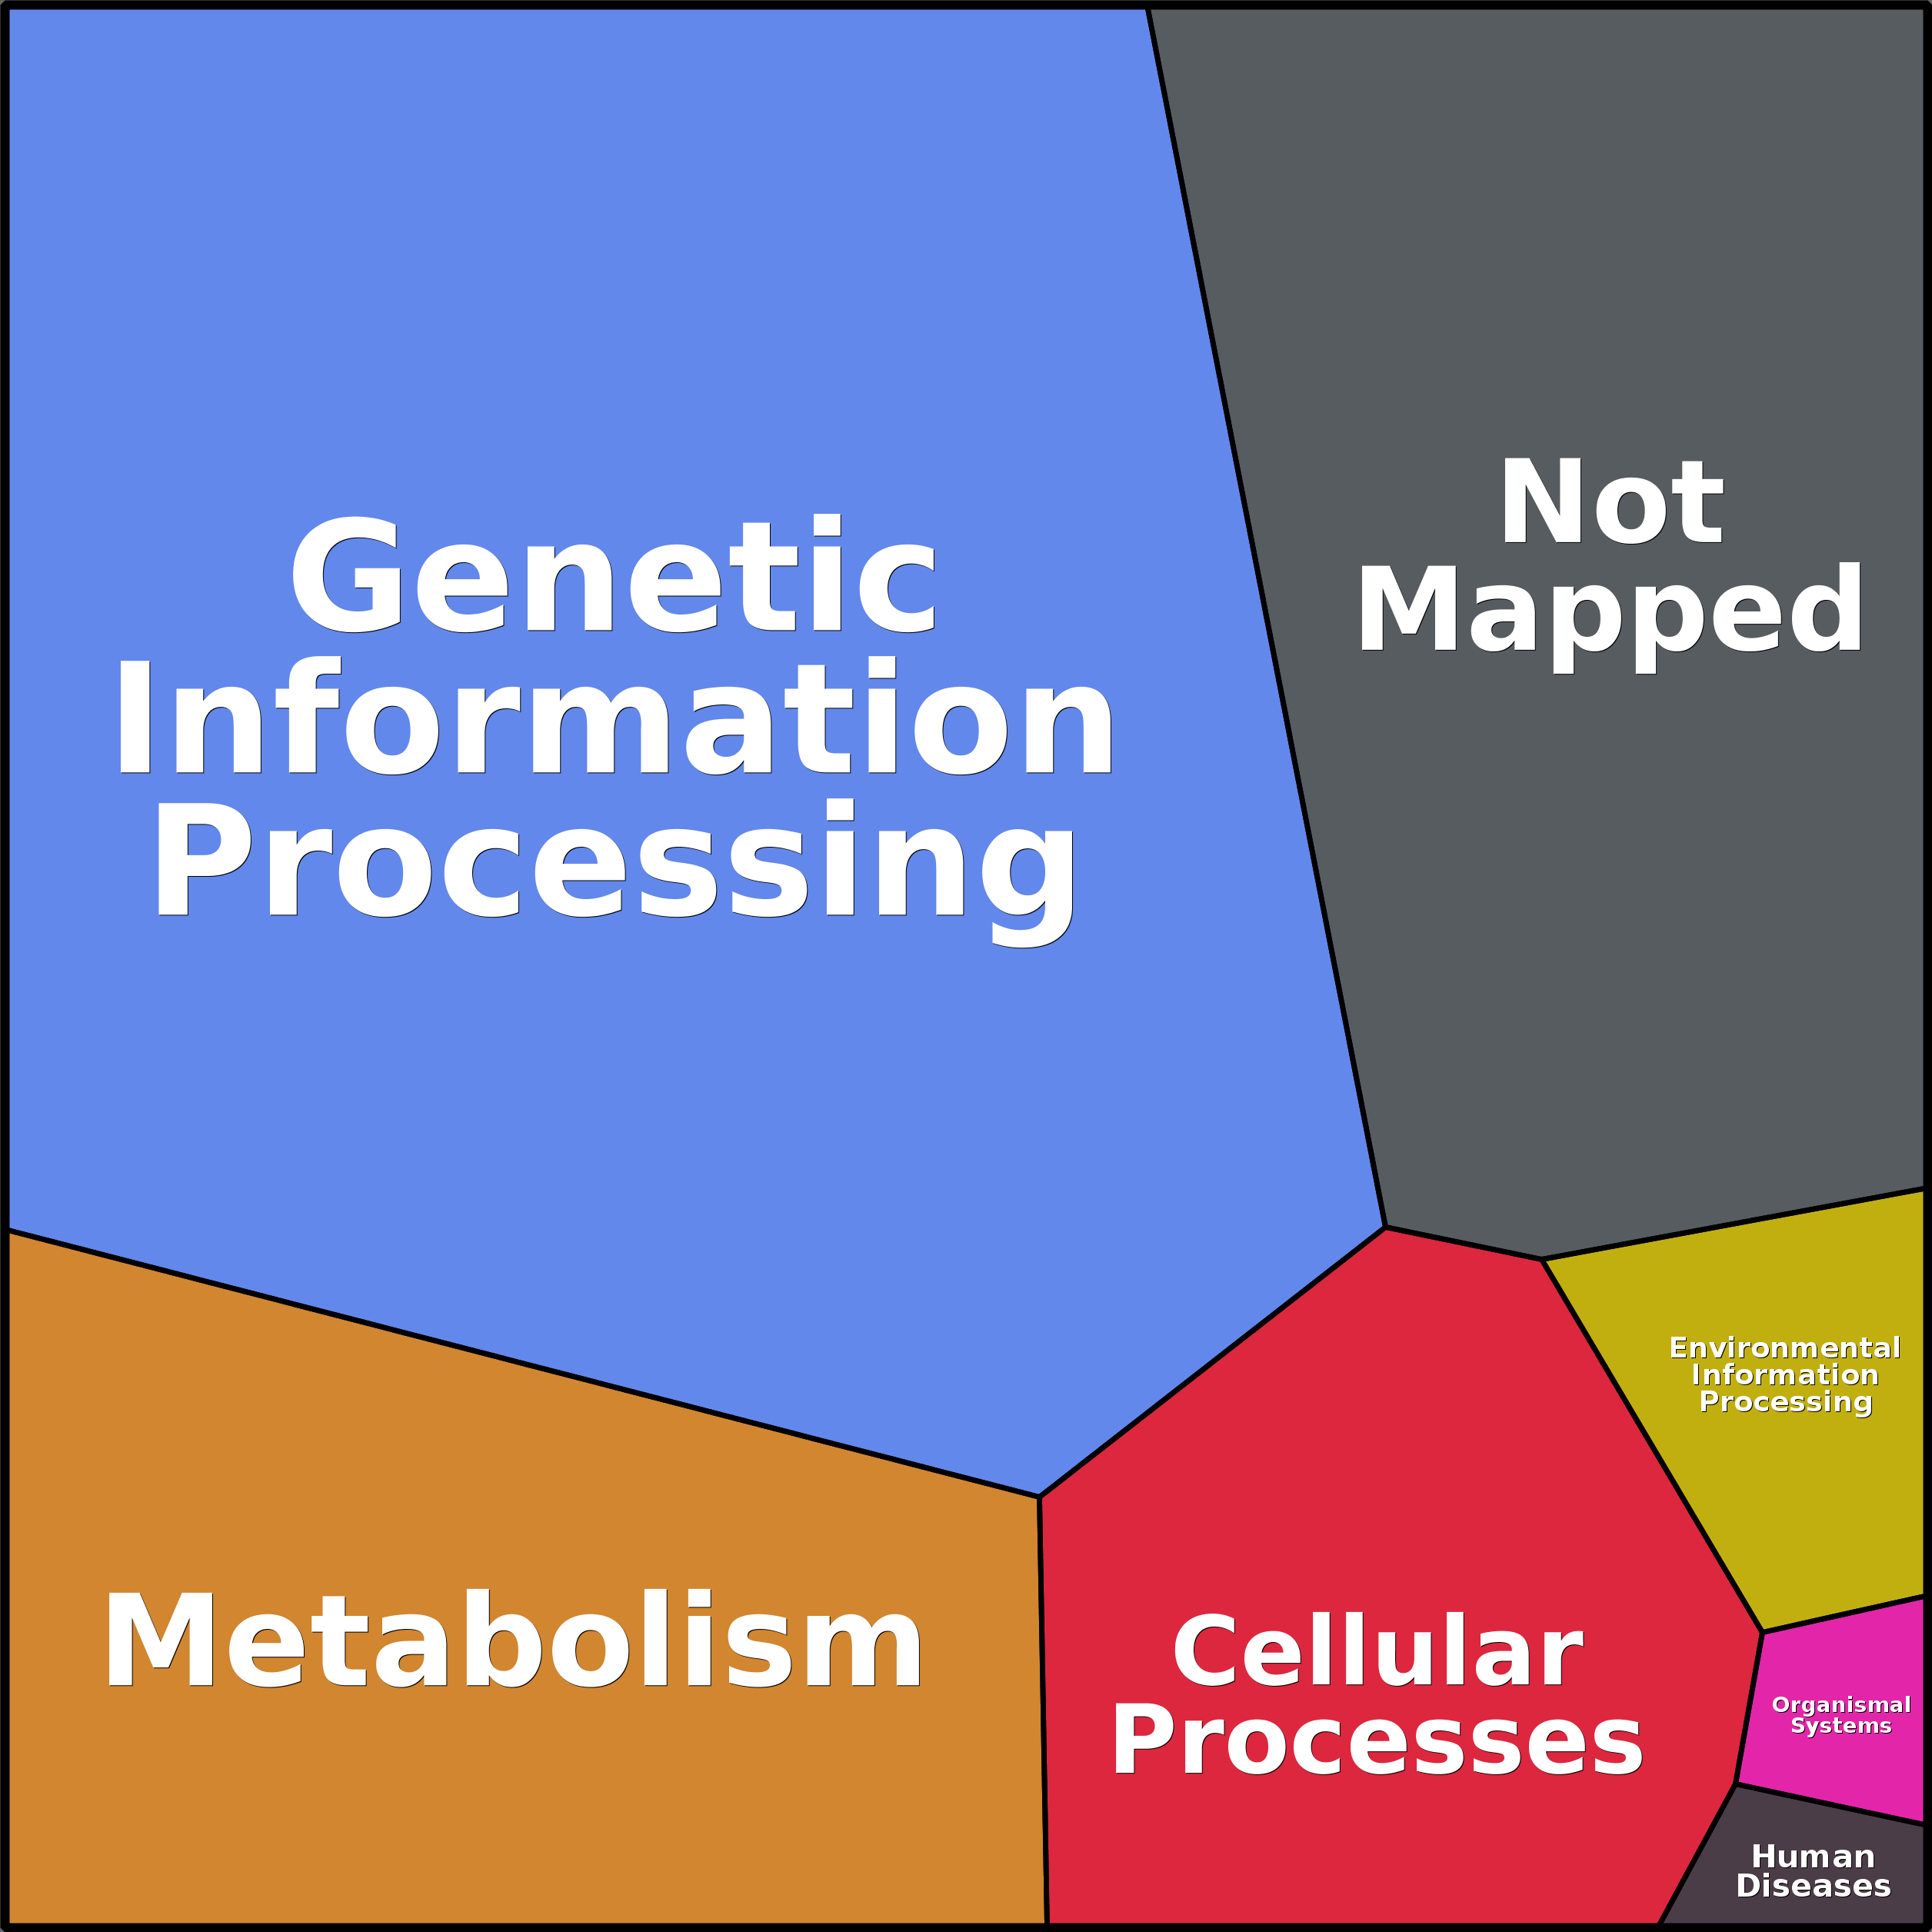 Genetic
Information
Processing
Not
Mapped
Environmental
Information
Processing
Metabolism
Cellular
Processes
Organismal
Systems
Human
Diseases